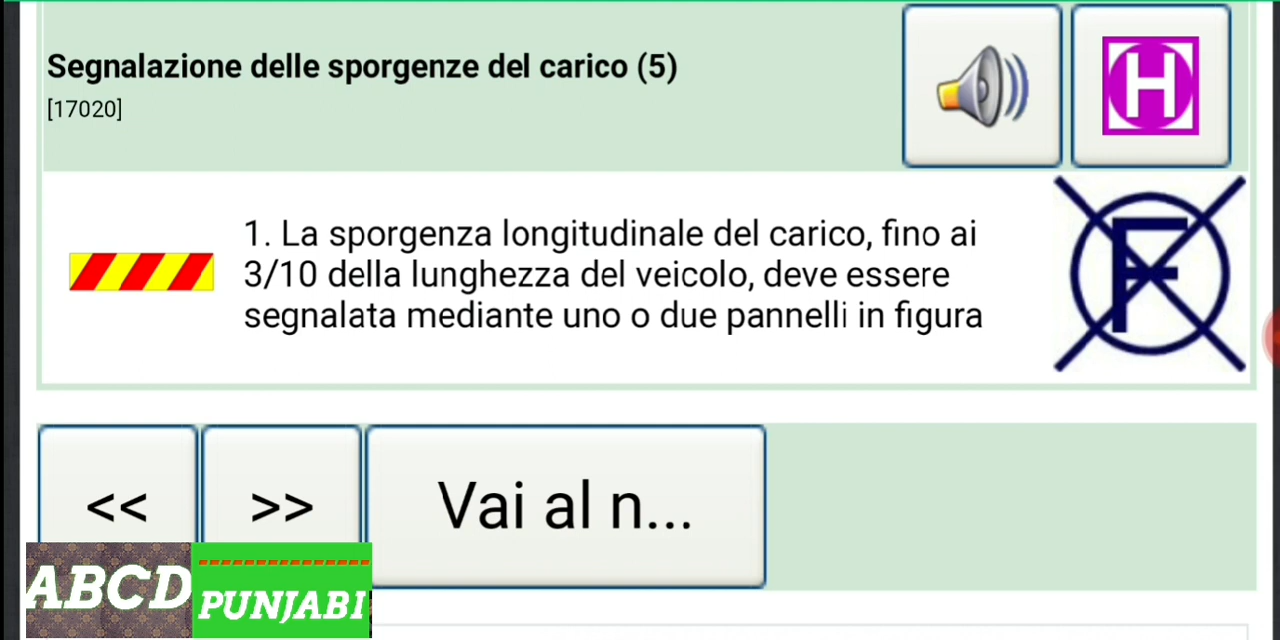 Segnalazione delle sporgenze del carico (5)
[17020]
H
1. La sporgenza longitudinale del carico, fino ai
3/10 della lunghezza del veicolo, deve essere
segnalata mediante uno o due pannelli in figura
F
<< >> Vai al n...
ABCD PUNJABI